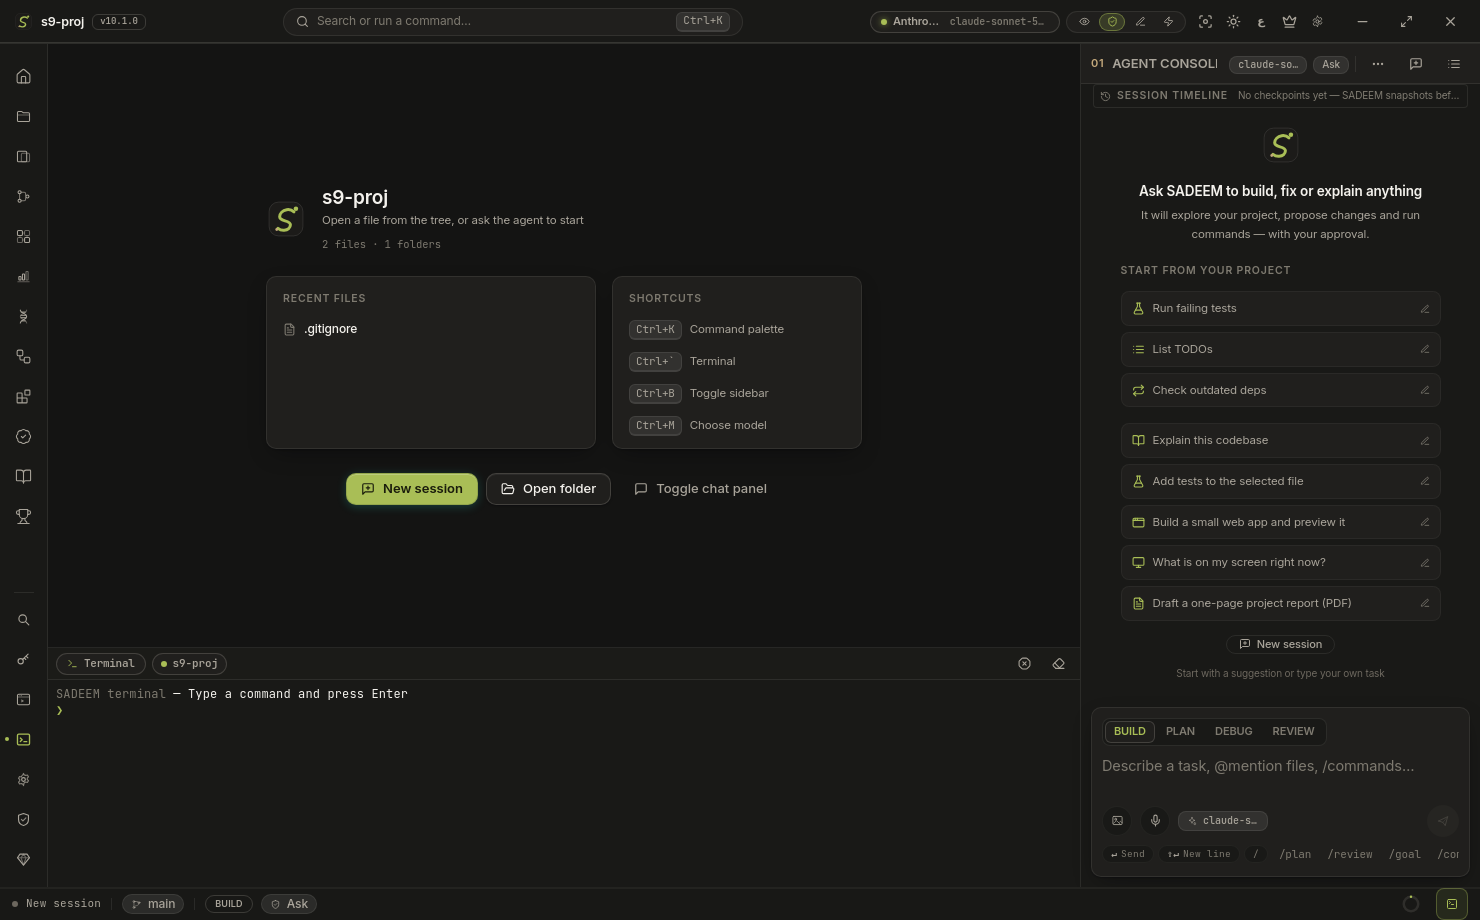 s9-proj v10.1.0 Search or run a command... Ctrl+K Anthro... claude-sonnet-5... ع
01 AGENT CONSOL claude-so… Ask
SESSION TIMELINE No checkpoints yet — SADEEM snapshots bef...
s9-proj
Open a file from the tree, or ask the agent to start
2 files · 1 folders
RECENT FILES
.gitignore
SHORTCUTS
Ctrl+K Command palette
Ctrl+` Terminal
Ctrl+B Toggle sidebar
Ctrl+M Choose model
New session Open folder Toggle chat panel
Terminal s9-proj
SADEEM terminal — Type a command and press Enter
❯
Ask SADEEM to build, fix or explain anything
It will explore your project, propose changes and run
commands — with your approval.
START FROM YOUR PROJECT
Run failing tests
List TODOs
Check outdated deps
Explain this codebase
Add tests to the selected file
Build a small web app and preview it
What is on my screen right now?
Draft a one-page project report (PDF)
New session
Start with a suggestion or type your own task
BUILD PLAN DEBUG REVIEW
Describe a task, @mention files, /commands...
claude-s…
↵ Send ⇧↵ New line / /plan /review /goal /con
New session main BUILD Ask